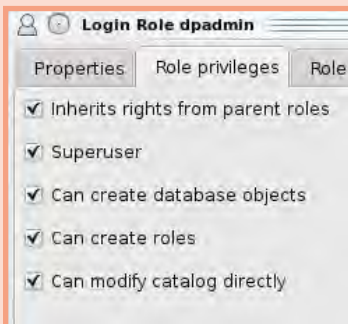 Login Role dpadmin
Properties Role privileges Role
Inherits rights from parent roles
Superuser
Can create database objects
Can create roles
Can modify catalog directly